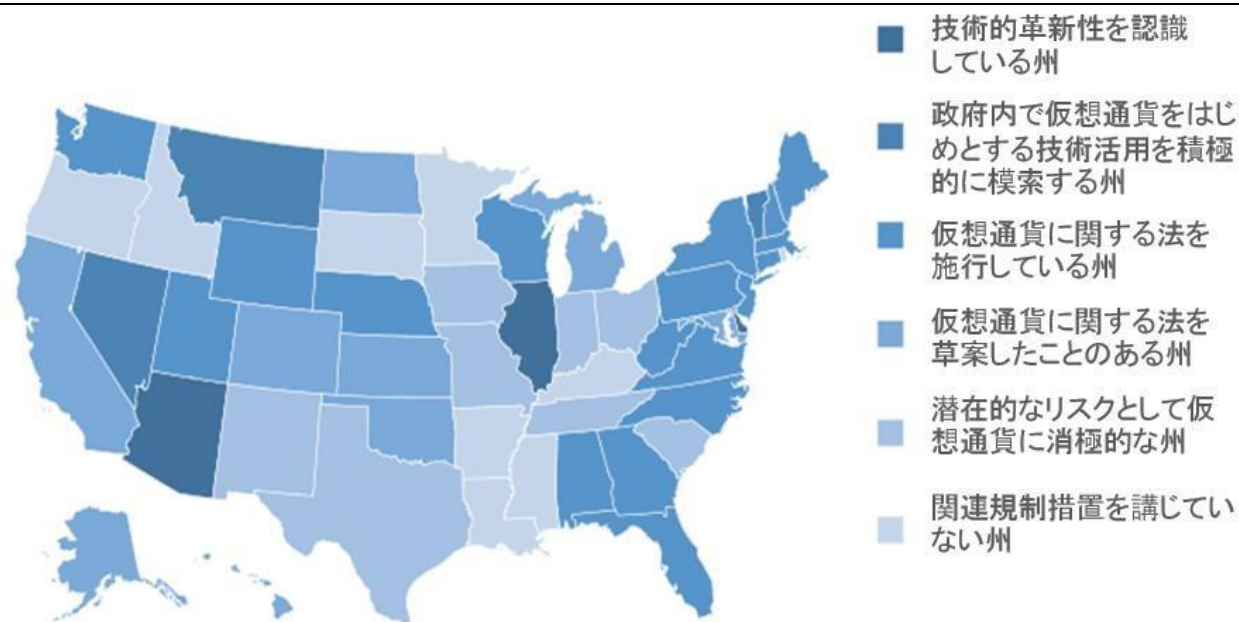 技術的革新性を認識
している州
政府内で仮想通貨をはじ
めとする技術活用を積極
的に模索する州
仮想通貨に関する法を
施行している州
仮想通貨に関する法を
草案したことのある州
潜在的なリスクとして仮
想通貨に消極的な州
関連規制措置を講じてい
ない州